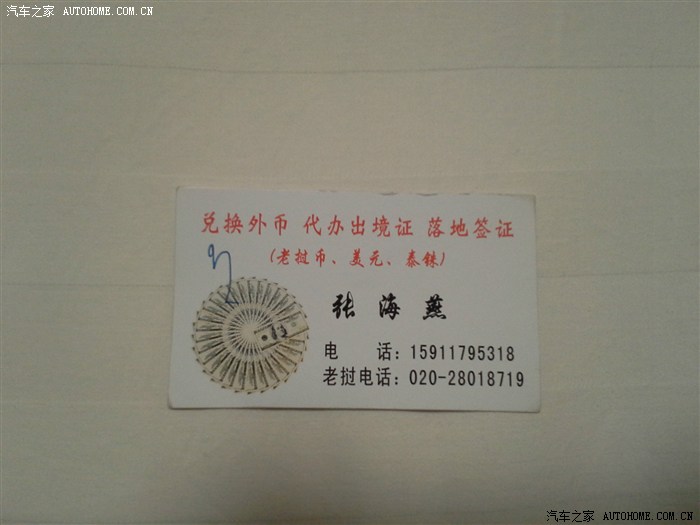 汽车之家 AUTOHOME.COM.CN
兑换外币 代办出境证 落地签证
(老挝币、美元、泰铢)
张海燕
电 话:15911795318
老挝电话:020-28018719
汽车之家 AUTOHOME.COM.CN